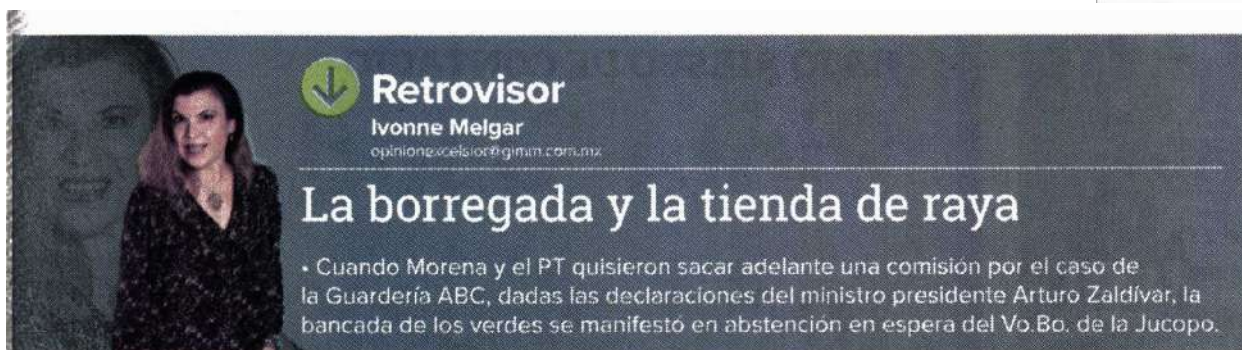 Retrovisor
Ivonne Melgar
opinionexcelsior@gimm.com.mx
La borregada y la tienda de raya
• Cuando Morena y el PT quisieron sacar adelante una comisión por el caso de
la Guardería ABC, dadas las declaraciones del ministro presidente Arturo Zaldívar, la
bancada de los verdes se manifestó en abstención en espera del Vo.Bo. de la Jucopo.